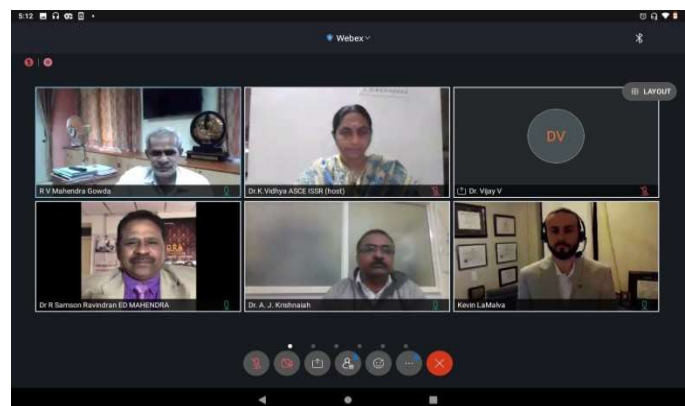 5:12
Webex
LAYOUT
DV
R V Mahendra Gowda
Dr.K.Vidhya ASCE ISSR (host)
Dr. Vijay V
Dr R Samson Ravindran ED MAHENDRA
Dr. A. J. Krishnaiah
Kevin LaMalva